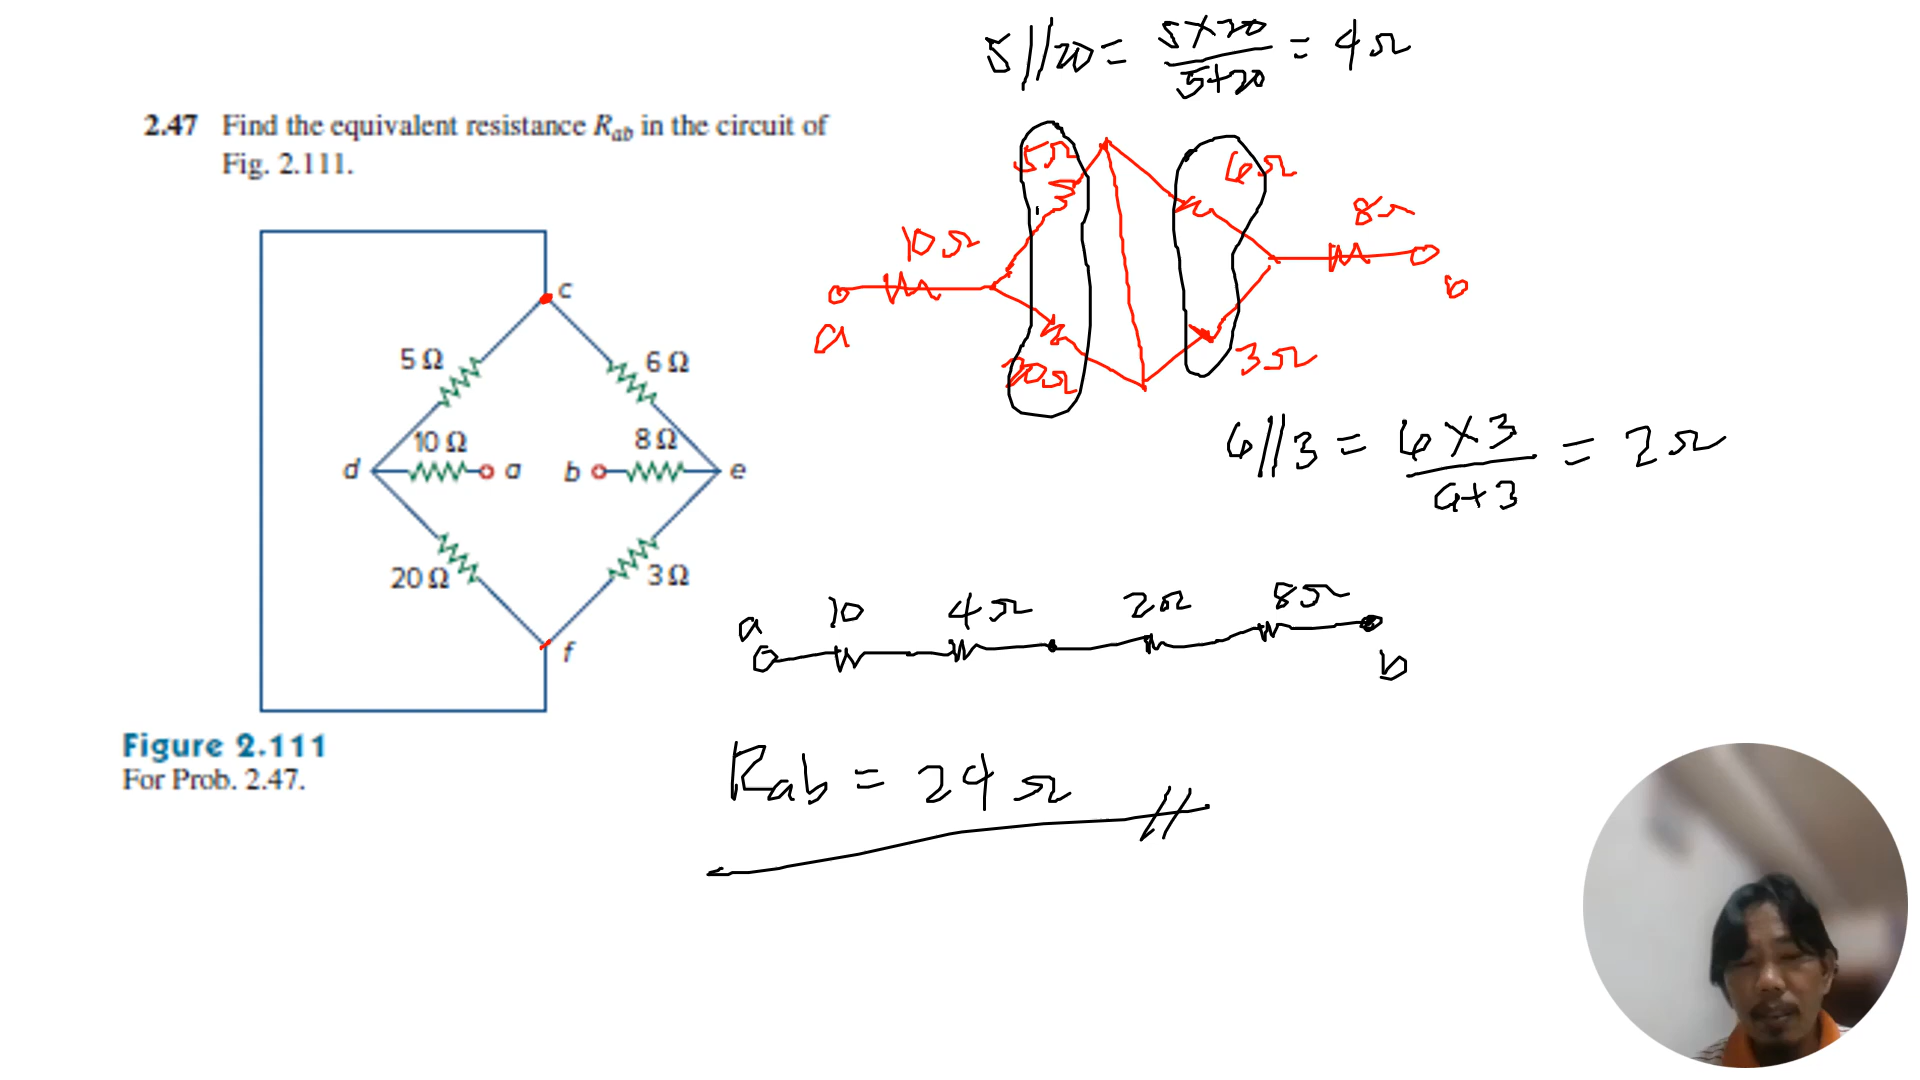 2.47 Find the equivalent resistance Rab in the circuit of
Fig. 2.111.
c
5 Ω
6 Ω
10 Ω
8 Ω
d
a
b
e
20 Ω
3 Ω
f
Figure 2.111
For Prob. 2.47.
5//20 = 5×20/5+20 = 4Ω
5Ω
6Ω
10Ω
8Ω
a
b
20Ω
3Ω
6//3 = 6×3/6+3 = 2Ω
a 10 4Ω 2Ω 8Ω
b
Rab = 24Ω